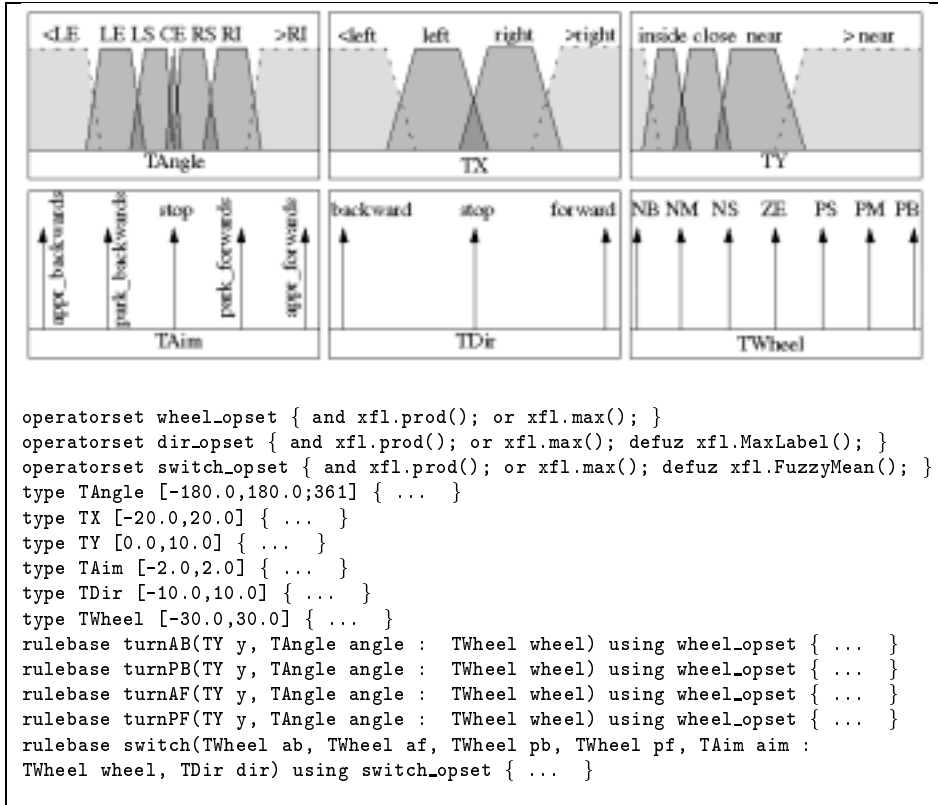 <LE LE LS CE RS RI >RI
TAngle
<left left right >right
TX
inside close near > near
TY
appr_backwards
park_backwards
stop
park_forwards
appr_forwards
TAim
backward stop forward
TDir
NB NM NS ZE PS PM PB
TWheel
operatorset wheel_opset { and xfl.prod(); or xfl.max(); }
operatorset dir_opset { and xfl.prod(); or xfl.max(); defuz xfl.MaxLabel(); }
operatorset switch_opset { and xfl.prod(); or xfl.max(); defuz xfl.FuzzyMean(); }
type TAngle [-180.0,180.0;361] { ... }
type TX [-20.0,20.0] { ... }
type TY [0.0,10.0] { ... }
type TAim [-2.0,2.0] { ... }
type TDir [-10.0,10.0] { ... }
type TWheel [-30.0,30.0] { ... }
rulebase turnAB(TY y, TAngle angle : TWheel wheel) using wheel_opset { ... }
rulebase turnPB(TY y, TAngle angle : TWheel wheel) using wheel_opset { ... }
rulebase turnAF(TY y, TAngle angle : TWheel wheel) using wheel_opset { ... }
rulebase turnPF(TY y, TAngle angle : TWheel wheel) using wheel_opset { ... }
rulebase switch(TWheel ab, TWheel af, TWheel pb, TWheel pf, TAim aim :
TWheel wheel, TDir dir) using switch_opset { ... }